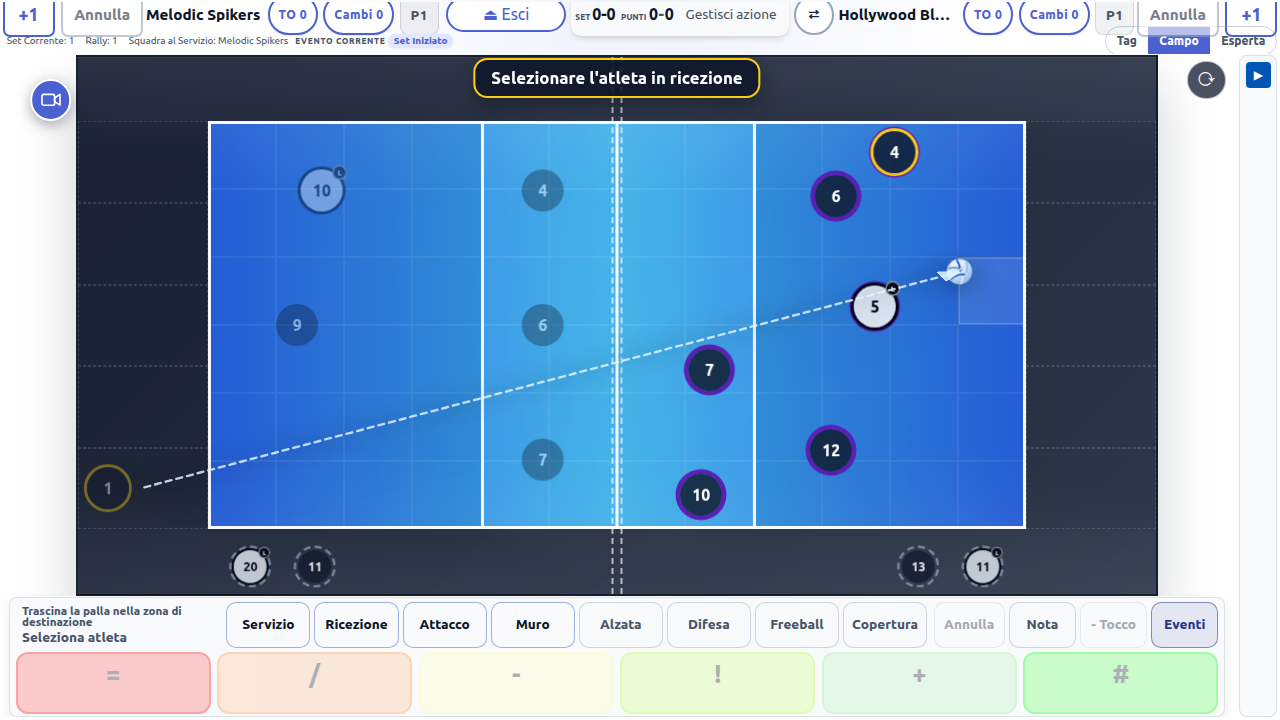 +1 Annulla Melodic Spikers TO 0 Cambi 0 P1 ⏏ Esci SET 0-0 PUNTI 0-0 Gestisci azione ⇄ Hollywood Bl... TO 0 Cambi 0 P1 Annulla +1
Set Corrente: 1 Rally: 1 Squadra al Servizio: Melodic Spikers EVENTO CORRENTE Set Iniziato Tag Campo Esperta
Selezionare l'atleta in ricezione
4
10 L 4 6
5
9 6
7
7 12
1 10
20 L 11 13 11 L
Trascina la palla nella zona di
destinazione
Seleziona atleta
Servizio Ricezione Attacco Muro Alzata Difesa Freeball Copertura Annulla Nota - Tocco Eventi
= / - ! + #